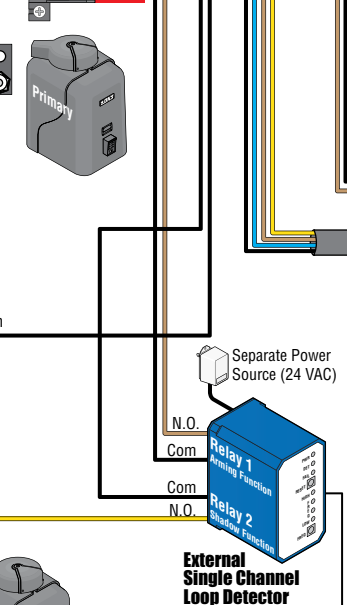 Primary
Separate Power
Source (24 VAC)
N.O.
Com
Relay 1
Arming Function
Com
N.O.
Relay 2
Shadow Function
External
Single Channel
Loop Detector